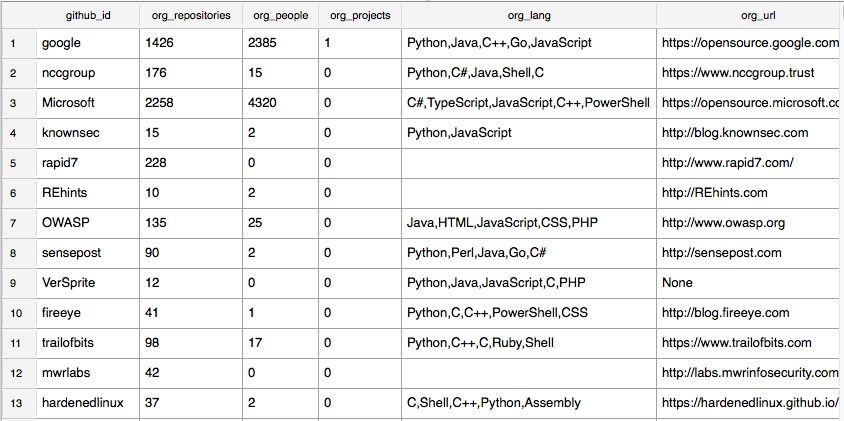 github_id org_repositories org_people org_projects org_lang org_url
1 google 1426 2385 1 Python,Java,C++,Go,JavaScript https://opensource.google.com
2 nccgroup 176 15 0 Python,C#,Java,Shell,C https://www.nccgroup.trust
3 Microsoft 2258 4320 0 C#,TypeScript,JavaScript,C++,PowerShell https://opensource.microsoft.co
4 knownsec 15 2 0 Python,JavaScript http://blog.knownsec.com
5 rapid7 228 0 0 http://www.rapid7.com/
6 REhints 10 2 0 http://REhints.com
7 OWASP 135 25 0 Java,HTML,JavaScript,CSS,PHP http://www.owasp.org
8 sensepost 90 2 0 Python,Perl,Java,Go,C# http://sensepost.com
9 VerSprite 12 0 0 Python,Java,JavaScript,C,PHP None
10 fireeye 41 1 0 Python,C,C++,PowerShell,CSS http://blog.fireeye.com
11 trailofbits 98 17 0 Python,C++,C,Ruby,Shell https://www.trailofbits.com
12 mwrlabs 42 0 0 http://labs.mwrinfosecurity.com
13 hardenedlinux 37 2 0 C,Shell,C++,Python,Assembly https://hardenedlinux.github.io/